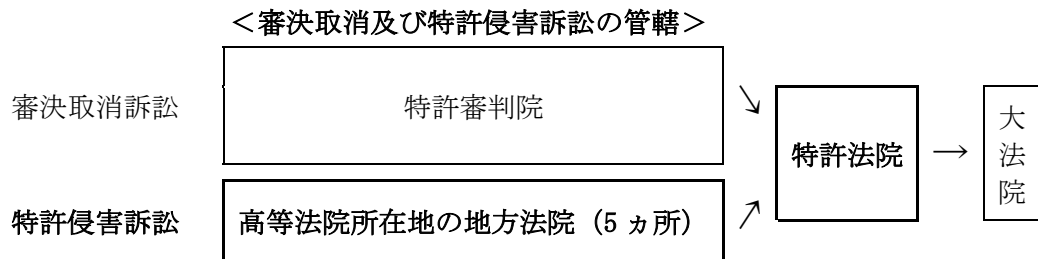 ＜審決取消及び特許侵害訴訟の管轄＞
審決取消訴訟
特許審判院
↘
特許侵害訴訟
高等法院所在地の地方法院（5ヵ所）
↗
特許法院
→
大
法
院